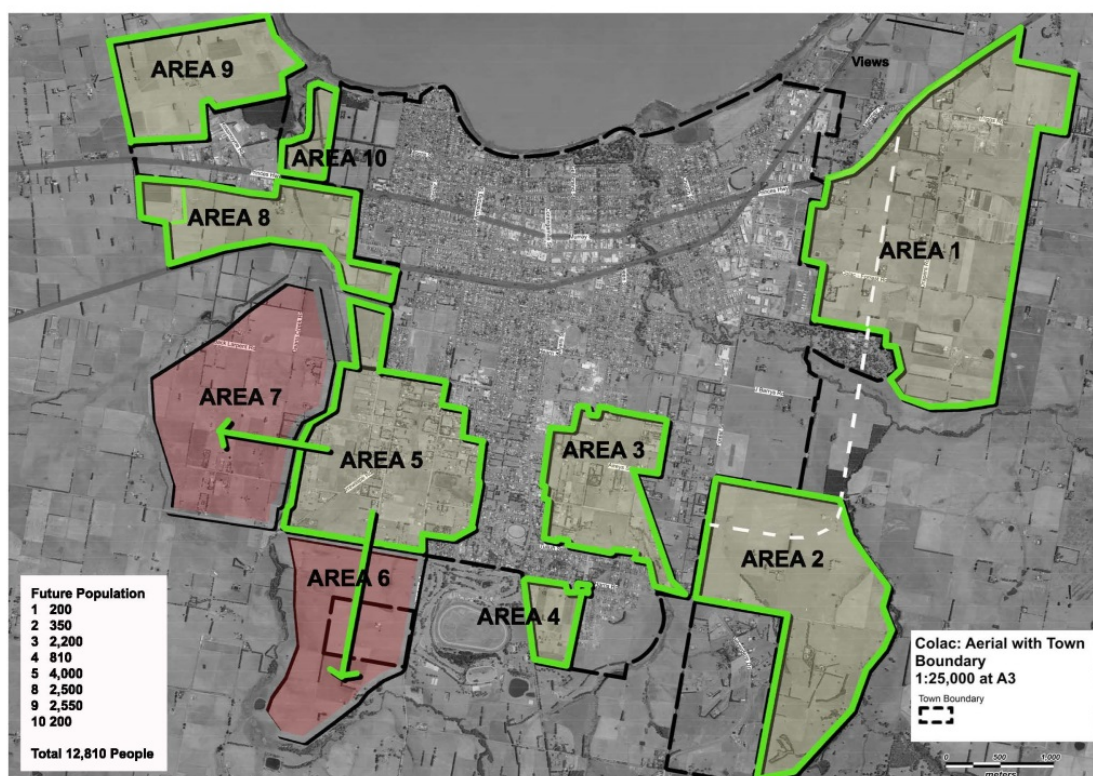 AREA 9
Views
AREA 10
AREA 8
AREA 1
AREA 7
AREA 3
AREA 5
AREA 2
AREA 6
AREA 4
Future Population
1 200
2 350
3 2,200
4 810
5 4,000
8 2,500
9 2,550
10 200
Total 12,810 People
Colac: Aerial with Town
Boundary
1:25,000 at A3
Town Boundary
0 500 1,000
meters